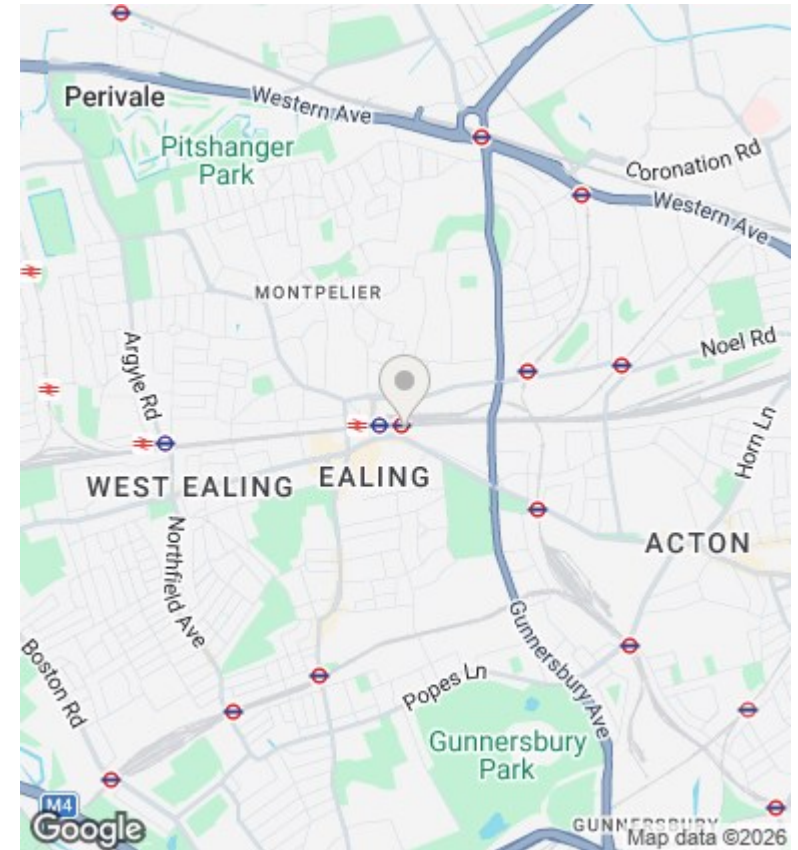 Perivale
Western Ave
Pitshanger
Park
Coronation Rd
Western Ave
MONTPELIER
Argyle Rd
Noel Rd
Horn Ln
WEST EALING
EALING
ACTON
Northfield Ave
Gunnersbury Ave
Boston Rd
Popes Ln
Gunnersbury
Park
M4
GUNNERSBURY
Google
Map data ©2026